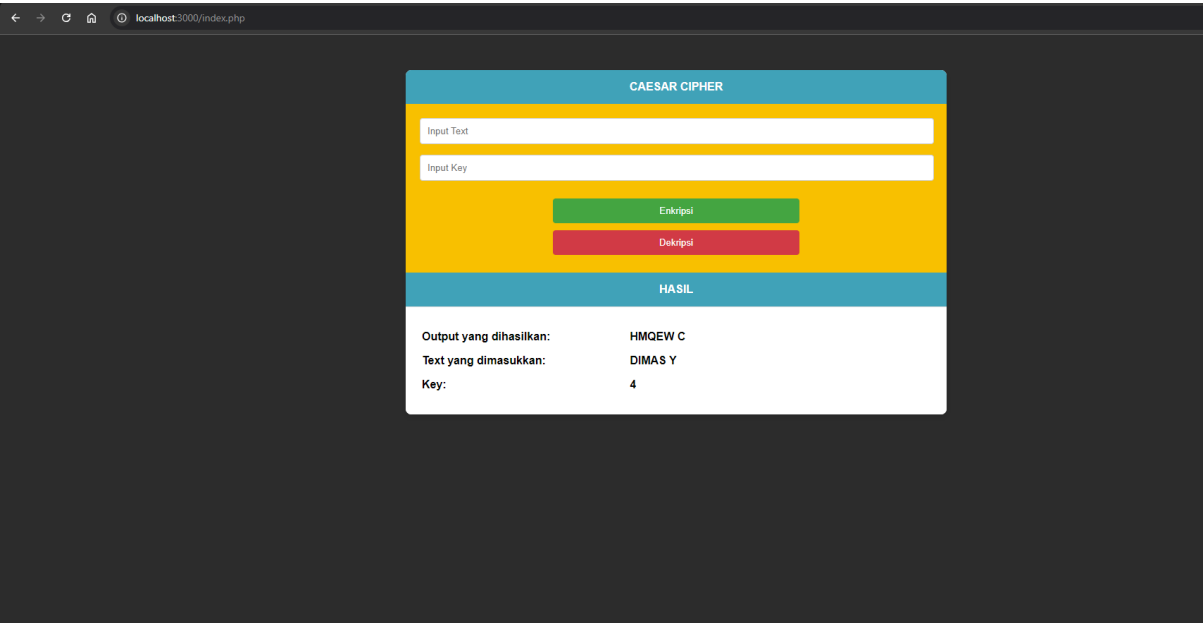 localhost:3000/index.php
CAESAR CIPHER
Input Text
Input Key
Enkripsi
Dekripsi
HASIL
Output yang dihasilkan: HMQEW C
Text yang dimasukkan: DIMAS Y
Key: 4